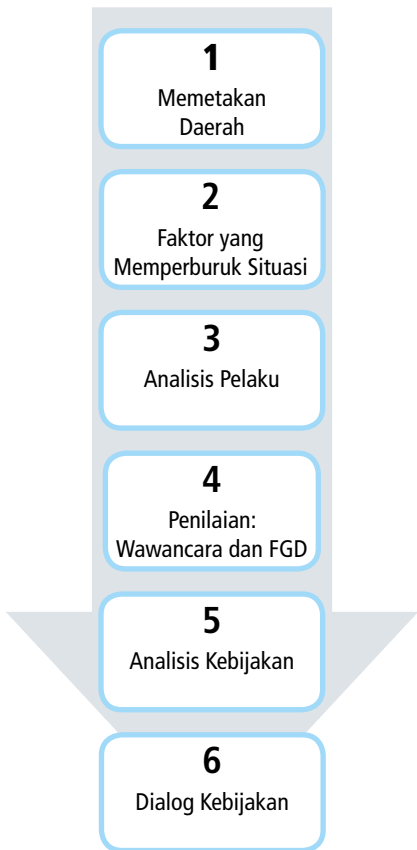 1
Memetakan
Daerah
2
Faktor yang
Memperburuk Situasi
3
Analisis Pelaku
4
Penilaian:
Wawancara dan FGD
5
Analisis Kebijakan
6
Dialog Kebijakan